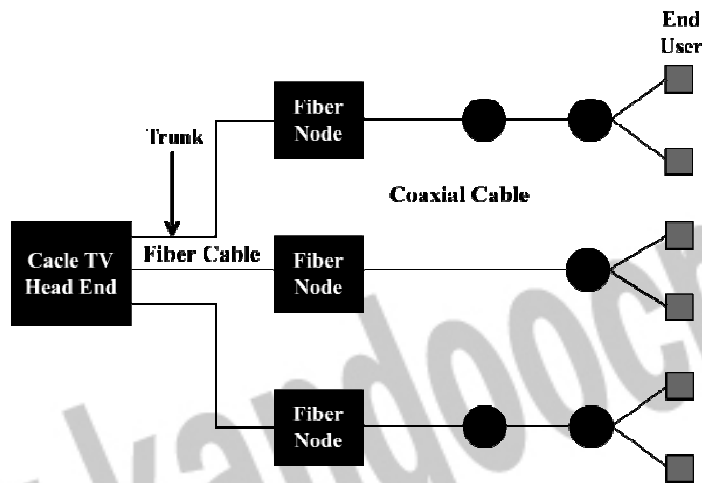 End
User
Fiber
Node
Trunk
Coaxial Cable
Cacle TV
Head End
Fiber Cable
Fiber
Node
Fiber
Node